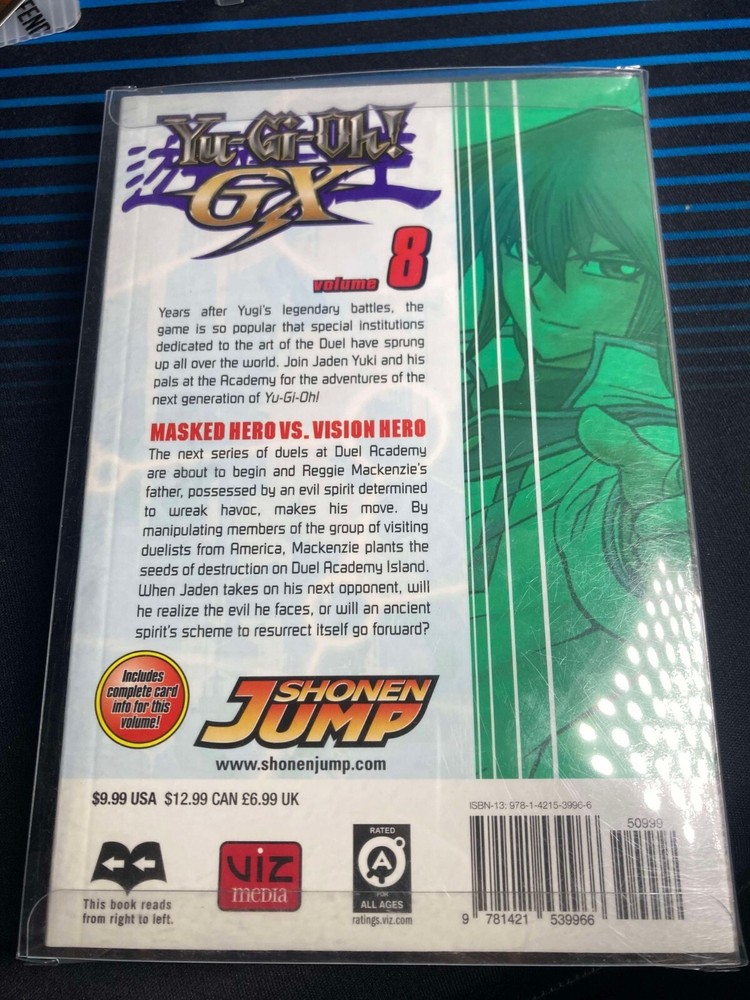 Yu-Gi-Oh!
GX
volume 8
Years after Yugi's legendary battles, the
game is so popular that special institutions
dedicated to the art of the Duel have sprung
up all over the world. Join Jaden Yuki and his
pals at the Academy for the adventures of the
next generation of Yu-Gi-Oh!
MASKED HERO VS. VISION HERO
The next series of duels at Duel Academy
are about to begin and Reggie Mackenzie's
father, possessed by an evil spirit determined
to wreak havoc, makes his move. By
manipulating members of the group of visiting
duelists from America, Mackenzie plants the
seeds of destruction on Duel Academy Island.
When Jaden takes on his next opponent, will
he realize the evil he faces, or will an ancient
spirit's scheme to resurrect itself go forward?
Includes
complete card
info for this
volume!
SHONEN
JUMP
www.shonenjump.com
$9.99 USA $12.99 CAN £6.99 UK
This book reads
from right to left.
VIZ
media
RATED
A
FOR
ALL AGES
ratings.viz.com
ISBN-13: 978-1-4215-3996-6
50999
9 781421 539966